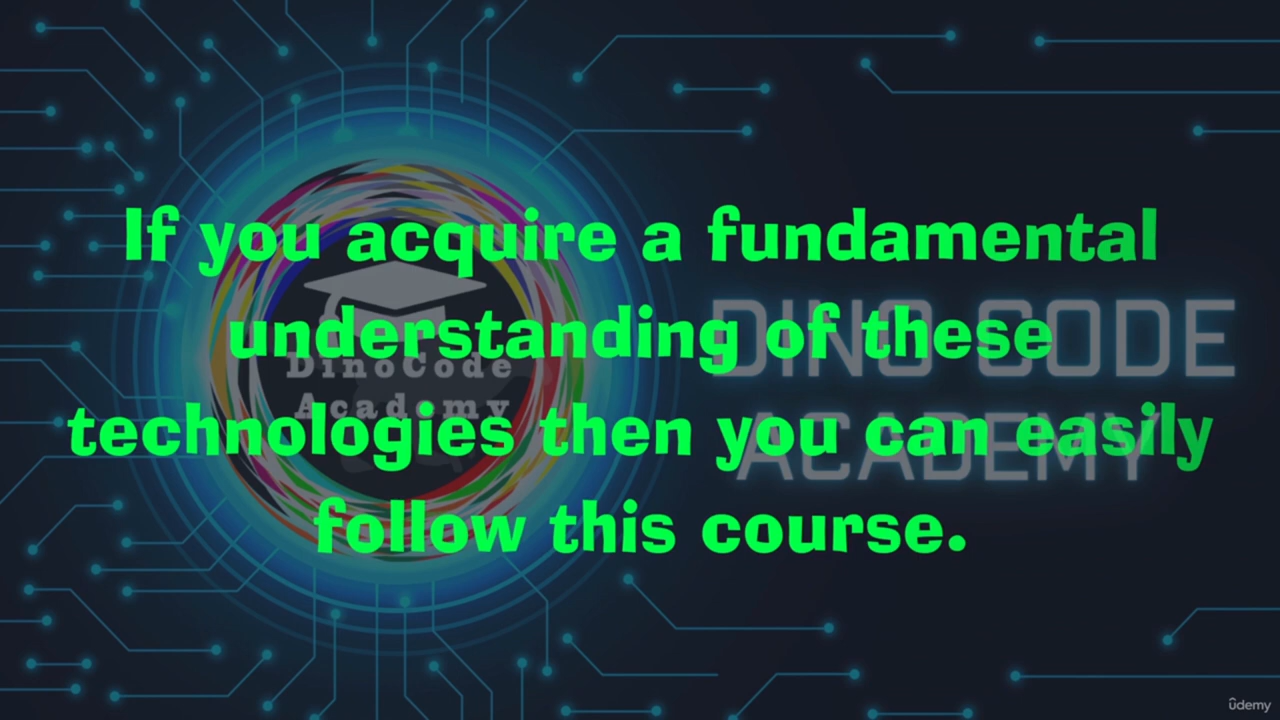 If you acquire a fundamental
understanding of these
technologies then you can easily
follow this course.
DinoCode
Academy
DINO CODE
ACADEMY
ûdemy